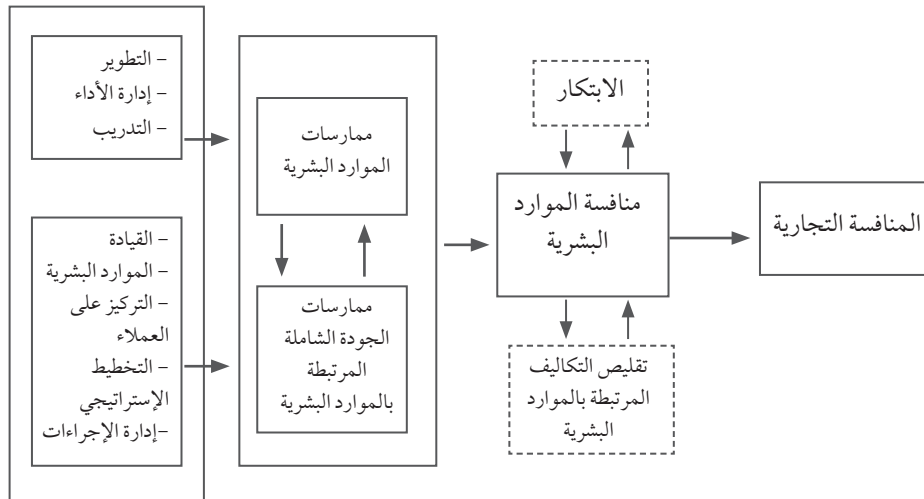 – التطوير
– إدارة الأداء
– التدريب
– القيادة
– الموارد البشرية
– التركيز على
العملاء
– التخطيط
الإستراتيجي
–إدارة الإجراءات
ممارسات
الموارد البشرية
ممارسات
الجودة الشاملة
المرتبطة
بالموارد البشرية
الابتكار
منافسة الموارد
البشرية
تقليص التكاليف
المرتبطة بالموارد
البشرية
المنافسة التجارية